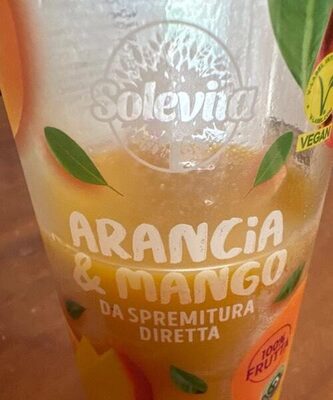 Solevita
VEGAN
ARANCiA
& MANGO
DA SPREMITURA
DIRETTA
100%
FRUTTA